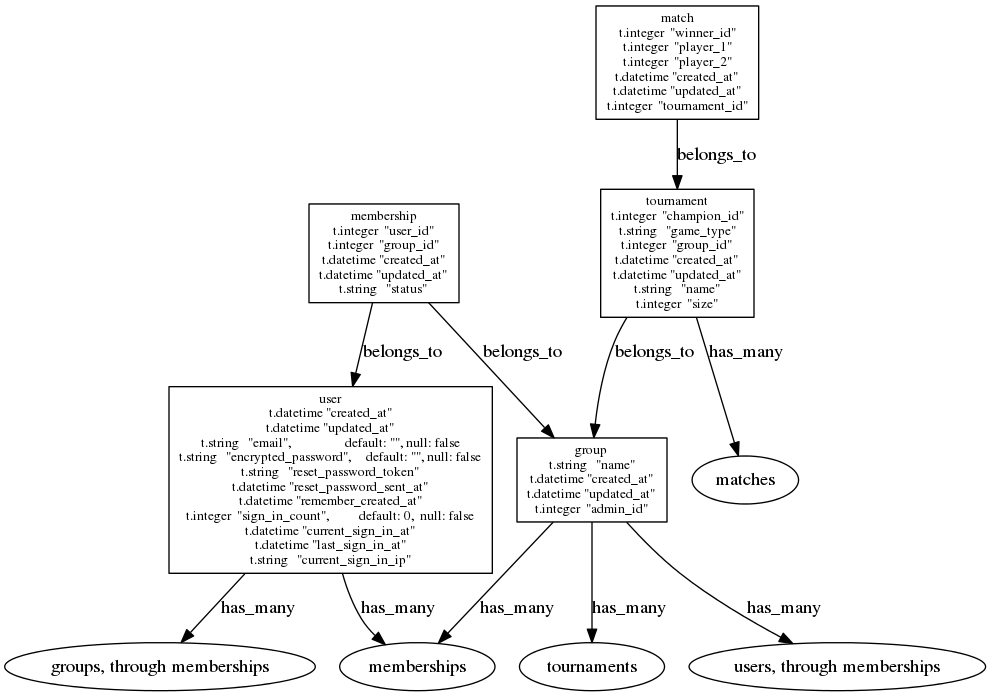 match
t.integer "winner_id"
t.integer "player_1"
t.integer "player_2"
t.datetime "created_at"
t.datetime "updated_at"
t.integer "tournament_id"
belongs_to
tournament
t.integer "champion_id"
t.string "game_type"
t.integer "group_id"
t.datetime "created_at"
t.datetime "updated_at"
t.string "name"
t.integer "size"
membership
t.integer "user_id"
t.integer "group_id"
t.datetime "created_at"
t.datetime "updated_at"
t.string "status"
belongs_to
belongs_to
belongs_to
has_many
user
t.datetime "created_at"
t.datetime "updated_at"
t.string "email", default: "", null: false
t.string "encrypted_password", default: "", null: false
t.string "reset_password_token"
t.datetime "reset_password_sent_at"
t.datetime "remember_created_at"
t.integer "sign_in_count", default: 0, null: false
t.datetime "current_sign_in_at"
t.datetime "last_sign_in_at"
t.string "current_sign_in_ip"
group
t.string "name"
t.datetime "created_at"
t.datetime "updated_at"
t.integer "admin_id"
matches
has_many
has_many
has_many
has_many
has_many
groups, through memberships
memberships
tournaments
users, through memberships